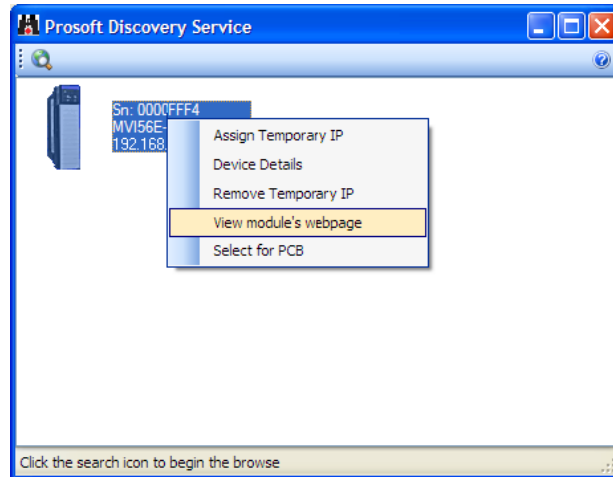 Prosoft Discovery Service
Sn: 0000FFF4
MVI56E-
192.168.
Assign Temporary IP
Device Details
Remove Temporary IP
View module's webpage
Select for PCB
Click the search icon to begin the browse